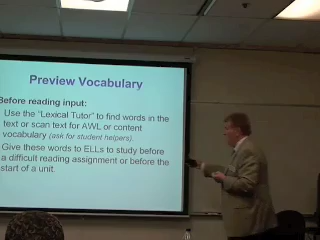 Preview Vocabulary
Before reading input:
Use the "Lexical Tutor" to find words in the
text or scan text for AWL or content
vocabulary (ask for student helpers).
Give these words to ELLs to study before
a difficult reading assignment or before the
start of a unit.